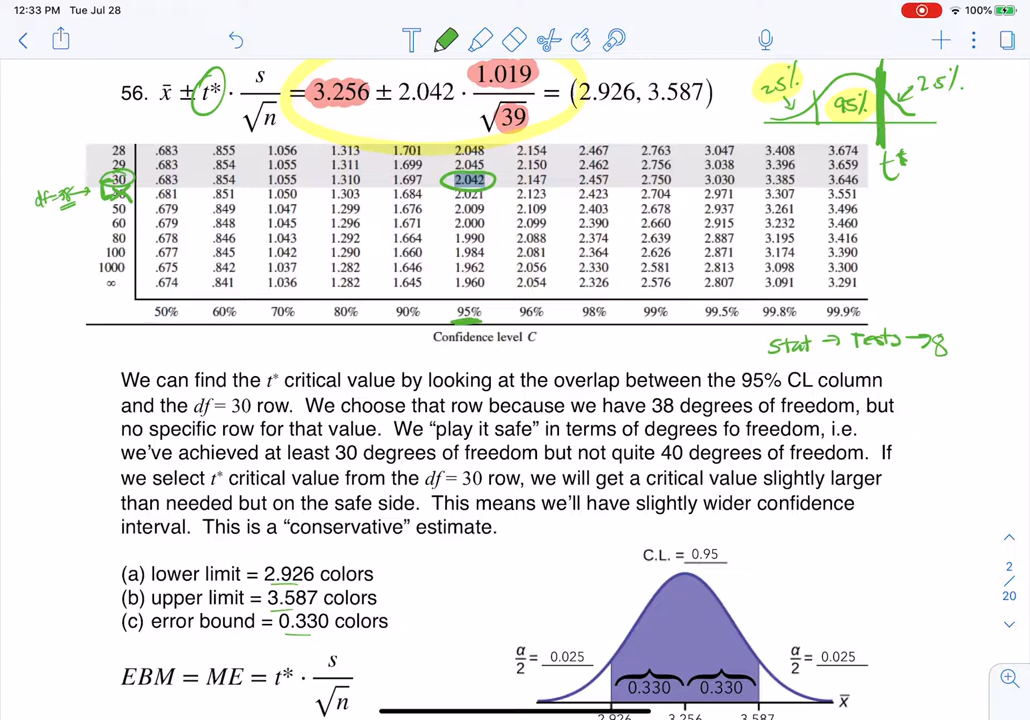 12:33 PM Tue Jul 28
100%
T
56. x̄ ± t* · s/√n = 3.256 ± 2.042 · 1.019/√39 = (2.926, 3.587)
25%
95%
25%
t*
28 .683 .855 1.056 1.313 1.701 2.048 2.154 2.467 2.763 3.047 3.408 3.674
29 .683 .854 1.055 1.311 1.699 2.045 2.150 2.462 2.756 3.038 3.396 3.659
30 .683 .854 1.055 1.310 1.697 2.042 2.147 2.457 2.750 3.030 3.385 3.646
df=38 .681 .851 1.050 1.303 1.684 2.021 2.123 2.423 2.704 2.971 3.307 3.551
50 .679 .849 1.047 1.299 1.676 2.009 2.109 2.403 2.678 2.937 3.261 3.496
60 .679 .848 1.045 1.296 1.671 2.000 2.099 2.390 2.660 2.915 3.232 3.460
80 .678 .846 1.043 1.292 1.664 1.990 2.088 2.374 2.639 2.887 3.195 3.416
100 .677 .845 1.042 1.290 1.660 1.984 2.081 2.364 2.626 2.871 3.174 3.390
1000 .675 .842 1.037 1.282 1.646 1.962 2.056 2.330 2.581 2.813 3.098 3.300
∞ .674 .841 1.036 1.282 1.645 1.960 2.054 2.326 2.576 2.807 3.091 3.291
50% 60% 70% 80% 90% 95% 96% 98% 99% 99.5% 99.8% 99.9%
Confidence level C
Stat → Tests → 8
We can find the t* critical value by looking at the overlap between the 95% CL column
and the df = 30 row. We choose that row because we have 38 degrees of freedom, but
no specific row for that value. We “play it safe” in terms of degrees fo freedom, i.e.
we’ve achieved at least 30 degrees of freedom but not quite 40 degrees of freedom. If
we select t* critical value from the df = 30 row, we will get a critical value slightly larger
than needed but on the safe side. This means we’ll have slightly wider confidence
interval. This is a “conservative” estimate.
(a) lower limit = 2.926 colors
(b) upper limit = 3.587 colors
(c) error bound = 0.330 colors
EBM = ME = t* · s/√n
C.L. = 0.95
α/2 = 0.025
α/2 = 0.025
0.330 0.330
x̄
2.926 3.256 3.587
2
/
20